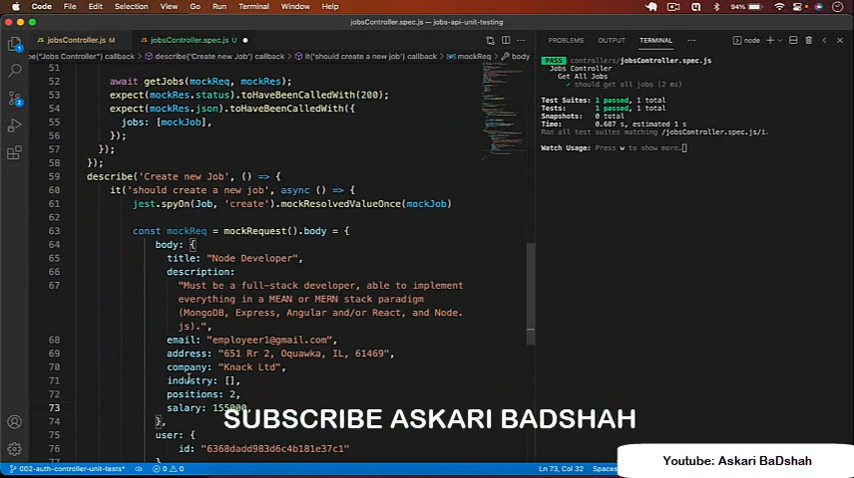 Code File Edit Selection View Go Run Terminal Window Help
94%
jobsController.spec.js — jobs-api-unit-testing
jobsController.js M
jobsController.spec.js U
PROBLEMS OUTPUT TERMINAL
node
be("Jobs Controller") callback > describe("Create new Job") callback > it("should create a new job") callback > mockReq > body
51
52 await getJobs(mockReq, mockRes);
53 expect(mockRes.status).toHaveBeenCalledWith(200);
54 expect(mockRes.json).toHaveBeenCalledWith({
55 jobs: [mockJob],
56 });
57 });
58 });
59 describe('Create new Job', () => {
60 it('should create a new job', async () => {
61 jest.spyOn(Job, 'create').mockResolvedValueOnce(mockJob)
62
63 const mockReq = mockRequest().body = {
64 body: {
65 title: "Node Developer",
66 description:
67 "Must be a full-stack developer, able to implement
everything in a MEAN or MERN stack paradigm
(MongoDB, Express, Angular and/or React, and Node.
js).",
68 email: "employeer1@gmail.com",
69 address: "651 Rr 2, Oquawka, IL, 61469",
70 company: "Knack Ltd",
71 industry: [],
72 positions: 2,
73 salary: 155000,
74 },
75 user: {
76 id: "6368dadd983d6c4b181e37c1"
77 }
PASS controllers/jobsController.spec.js
Jobs Controller
Get All Jobs
✓ should get all jobs (2 ms)
Test Suites: 1 passed, 1 total
Tests: 1 passed, 1 total
Snapshots: 0 total
Time: 0.687 s, estimated 1 s
Ran all test suites matching /jobsController.spec.js/i.
Watch Usage: Press w to show more.
SUBSCRIBE ASKARI BADSHAH
Youtube: Askari BaDshah
002-auth-controller-unit-tests* 0 0
Ln 73, Col 32